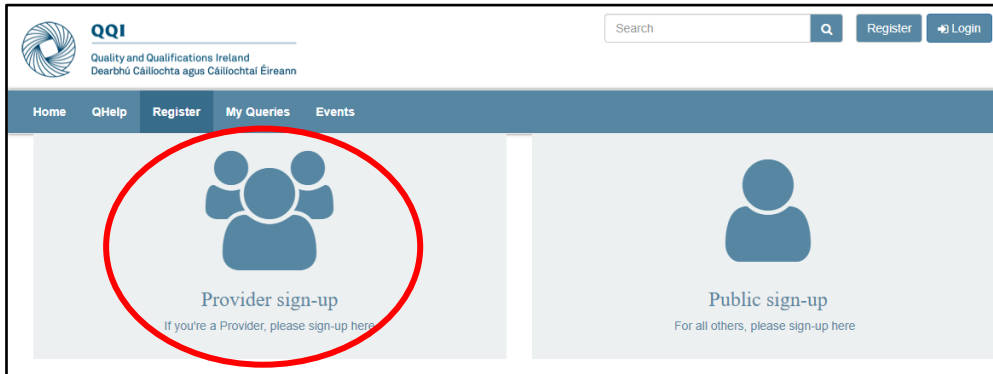 QQI
Quality and Qualifications Ireland
Dearbhú Cáilíochta agus Cáilíochtaí Éireann
Search
Register
Login
Home QHelp Register My Queries Events
Provider sign-up
If you're a Provider, please sign-up here
Public sign-up
For all others, please sign-up here